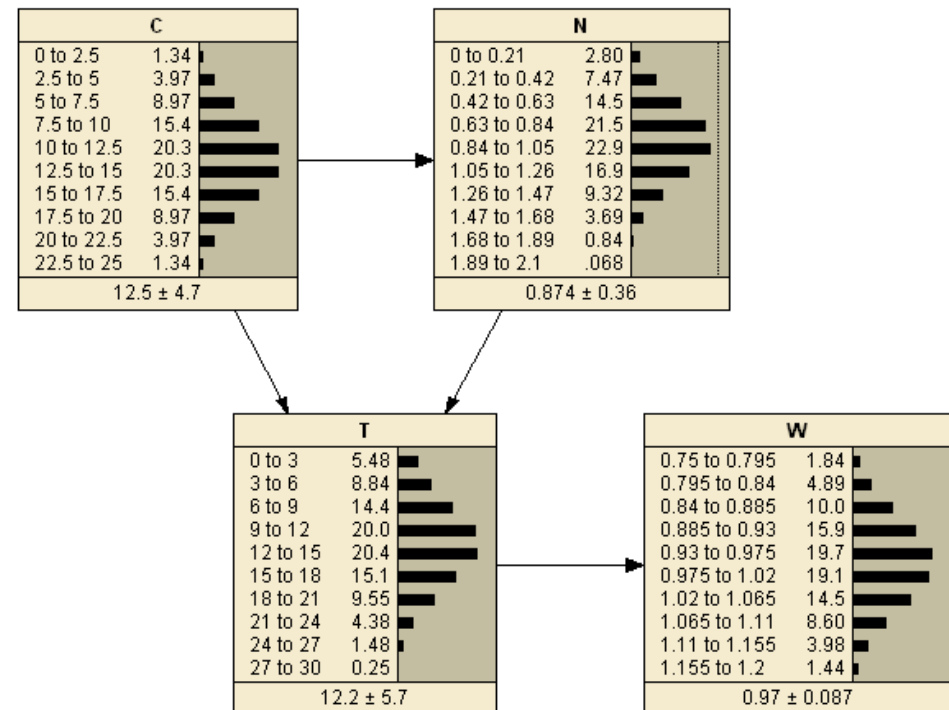 C
0 to 2.5 1.34
2.5 to 5 3.97
5 to 7.5 8.97
7.5 to 10 15.4
10 to 12.5 20.3
12.5 to 15 20.3
15 to 17.5 15.4
17.5 to 20 8.97
20 to 22.5 3.97
22.5 to 25 1.34
12.5 ± 4.7
N
0 to 0.21 2.80
0.21 to 0.42 7.47
0.42 to 0.63 14.5
0.63 to 0.84 21.5
0.84 to 1.05 22.9
1.05 to 1.26 16.9
1.26 to 1.47 9.32
1.47 to 1.68 3.69
1.68 to 1.89 0.84
1.89 to 2.1 .068
0.874 ± 0.36
T
0 to 3 5.48
3 to 6 8.84
6 to 9 14.4
9 to 12 20.0
12 to 15 20.4
15 to 18 15.1
18 to 21 9.55
21 to 24 4.38
24 to 27 1.48
27 to 30 0.25
12.2 ± 5.7
W
0.75 to 0.795 1.84
0.795 to 0.84 4.89
0.84 to 0.885 10.0
0.885 to 0.93 15.9
0.93 to 0.975 19.7
0.975 to 1.02 19.1
1.02 to 1.065 14.5
1.065 to 1.11 8.60
1.11 to 1.155 3.98
1.155 to 1.2 1.44
0.97 ± 0.087